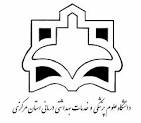 دانشگاه علوم پزشکی و خدمات بهداشتی درمانی استان مرکزی